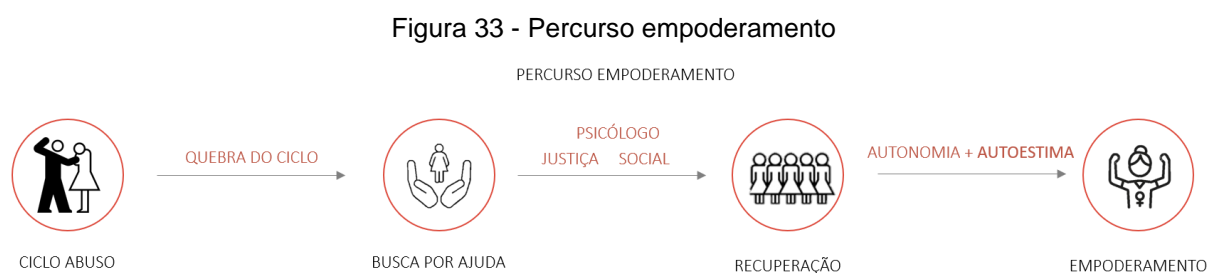 Figura 33 - Percurso empoderamento
PERCURSO EMPODERAMENTO
QUEBRA DO CICLO
PSICÓLOGO
JUSTIÇA SOCIAL
AUTONOMIA + AUTOESTIMA
CICLO ABUSO
BUSCA POR AJUDA
RECUPERAÇÃO
EMPODERAMENTO